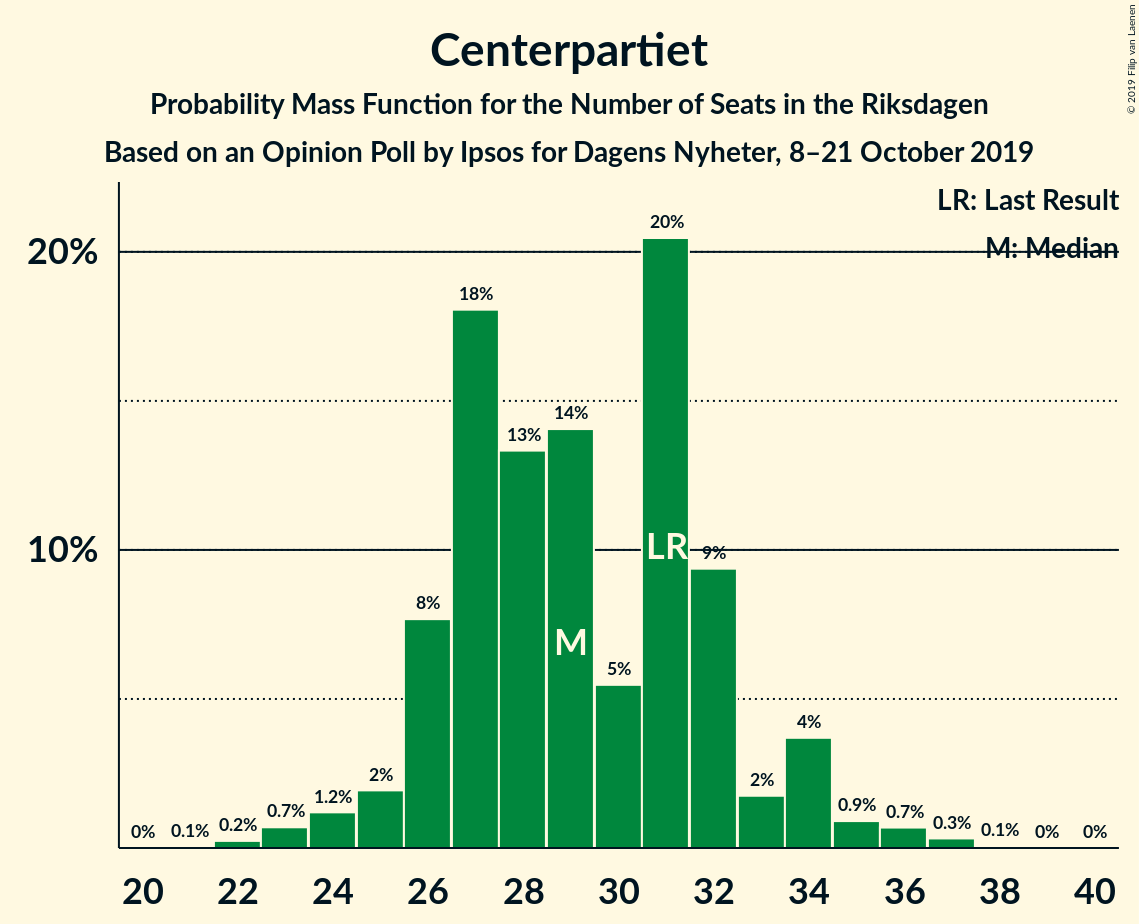 Centerpartiet
Probability Mass Function for the Number of Seats in the Riksdagen
Based on an Opinion Poll by Ipsos for Dagens Nyheter, 8–21 October 2019
© 2019 Filip van Laenen
LR: Last Result
M: Median
20%
10%
0%
0.1%
0.2%
0.7%
1.2%
2%
8%
18%
13%
14%
5%
20%
9%
2%
4%
0.9%
0.7%
0.3%
0.1%
0%
0%
M
LR
20 22 24 26 28 30 32 34 36 38 40